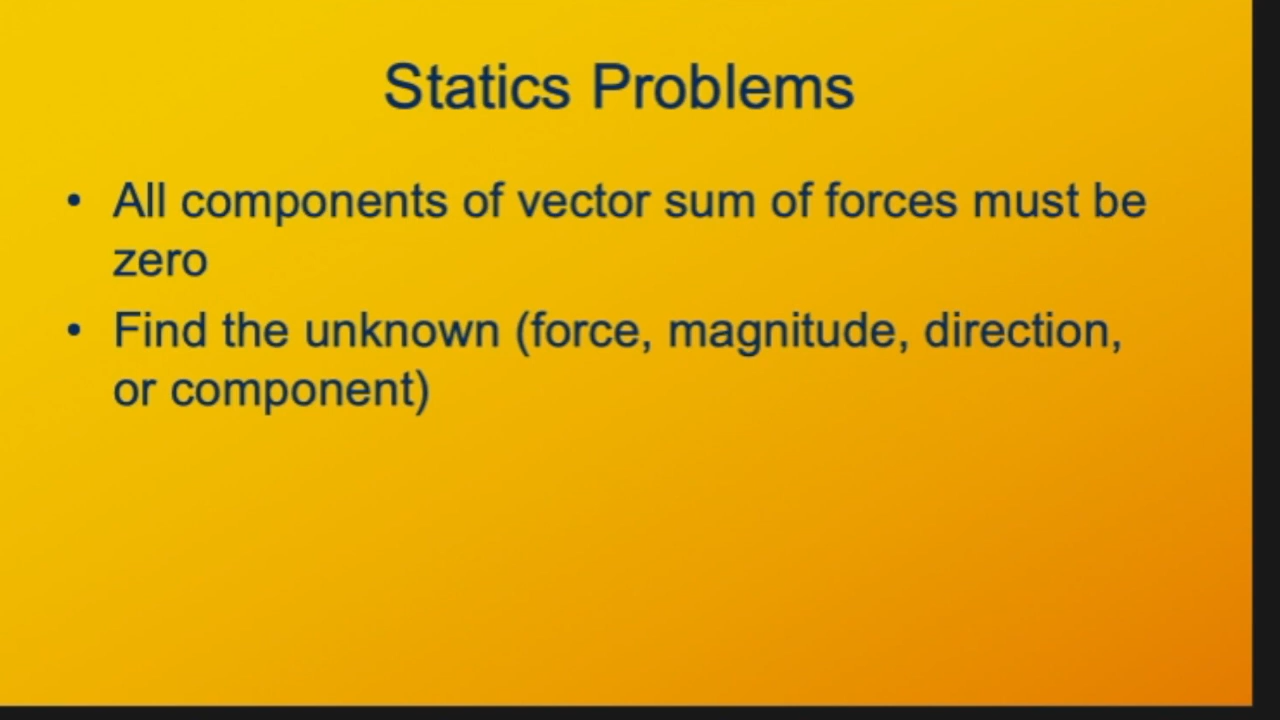 Statics Problems
• All components of vector sum of forces must be
zero
• Find the unknown (force, magnitude, direction,
or component)